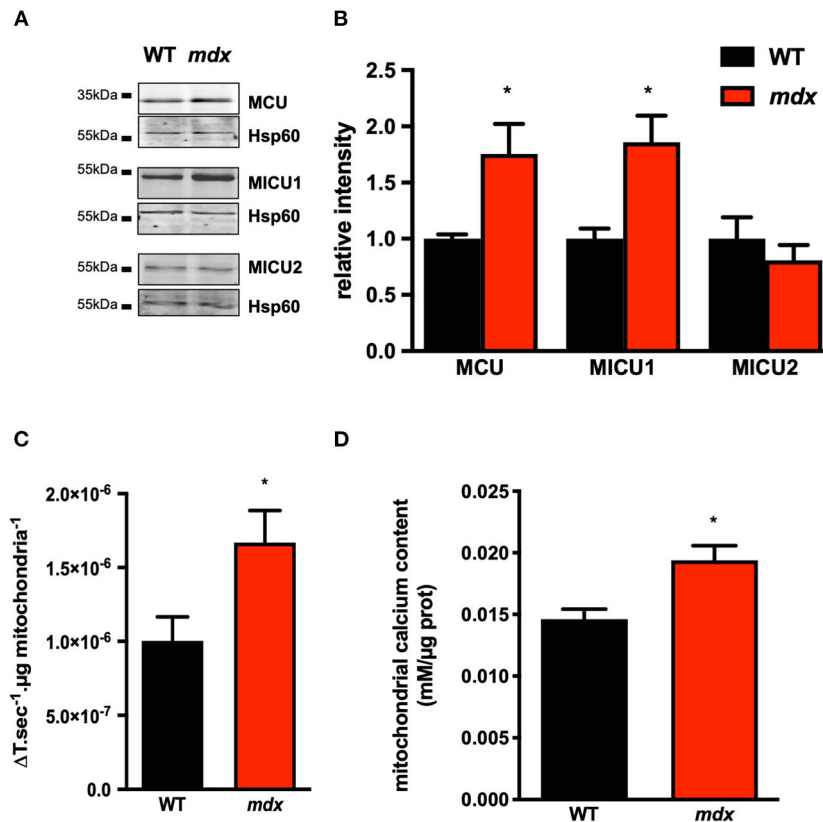 A
WT mdx
35kDa
MCU
55kDa
Hsp60
55kDa
MICU1
55kDa
Hsp60
55kDa
MICU2
55kDa
Hsp60
B
WT
mdx
relative intensity
2.5
2.0
1.5
1.0
0.5
0.0
* *
MCU MICU1 MICU2
C
ΔT.sec⁻¹.µg mitochondria⁻¹
2.0×10⁻⁶
1.5×10⁻⁶
1.0×10⁻⁶
5.0×10⁻⁷
0.0
*
WT mdx
D
mitochondrial calcium content
(mM/µg prot)
0.025
0.020
0.015
0.010
0.005
0.000
*
WT mdx